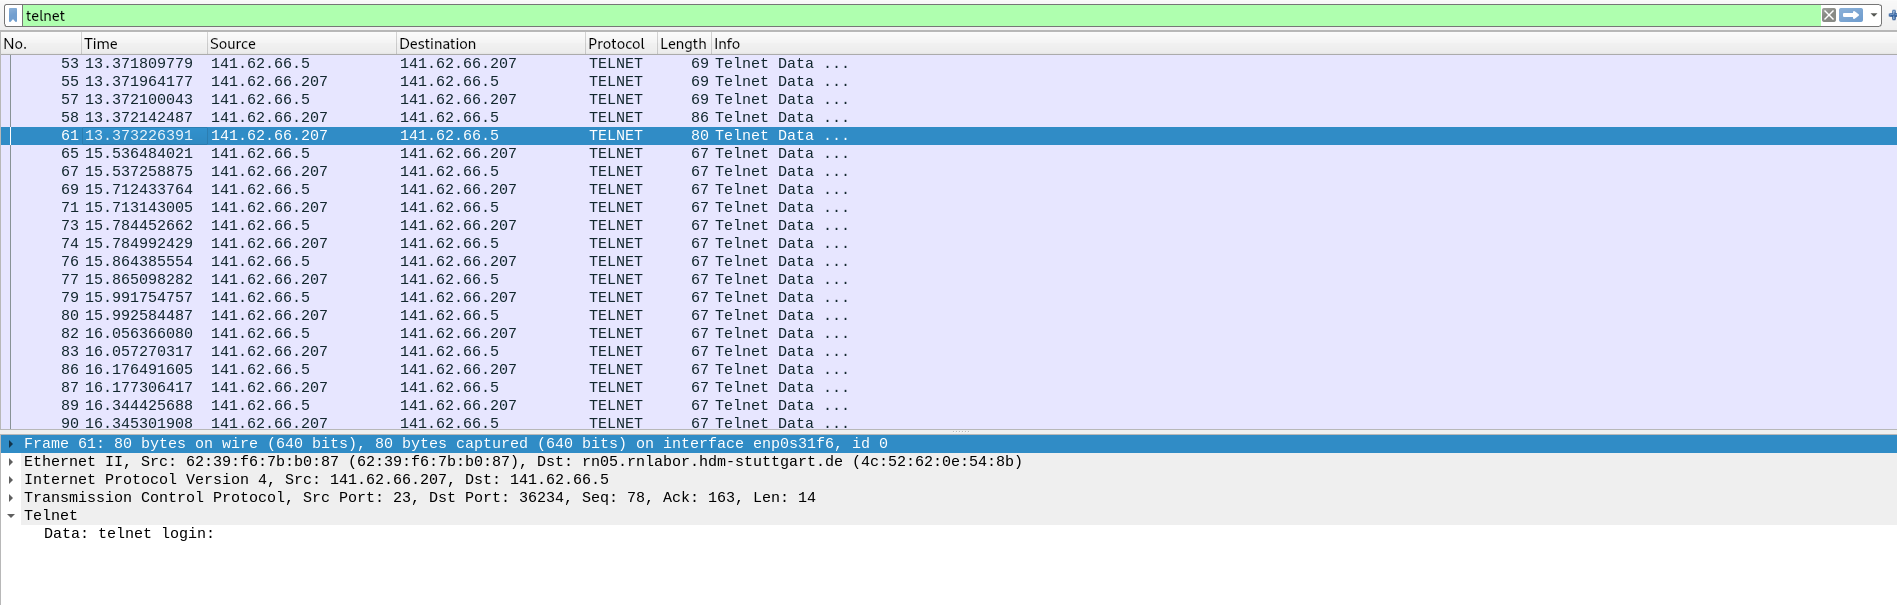 telnet
No. Time Source Destination Protocol Length Info
53 13.371809779 141.62.66.5 141.62.66.207 TELNET 69 Telnet Data ...
55 13.371964177 141.62.66.207 141.62.66.5 TELNET 69 Telnet Data ...
57 13.372100043 141.62.66.5 141.62.66.207 TELNET 69 Telnet Data ...
58 13.372142487 141.62.66.207 141.62.66.5 TELNET 86 Telnet Data ...
61 13.373226391 141.62.66.207 141.62.66.5 TELNET 80 Telnet Data ...
65 15.536484021 141.62.66.5 141.62.66.207 TELNET 67 Telnet Data ...
67 15.537258875 141.62.66.207 141.62.66.5 TELNET 67 Telnet Data ...
69 15.712433764 141.62.66.5 141.62.66.207 TELNET 67 Telnet Data ...
71 15.713143005 141.62.66.207 141.62.66.5 TELNET 67 Telnet Data ...
73 15.784452662 141.62.66.5 141.62.66.207 TELNET 67 Telnet Data ...
74 15.784992429 141.62.66.207 141.62.66.5 TELNET 67 Telnet Data ...
76 15.864385554 141.62.66.5 141.62.66.207 TELNET 67 Telnet Data ...
77 15.865098282 141.62.66.207 141.62.66.5 TELNET 67 Telnet Data ...
79 15.991754757 141.62.66.5 141.62.66.207 TELNET 67 Telnet Data ...
80 15.992584487 141.62.66.207 141.62.66.5 TELNET 67 Telnet Data ...
82 16.056366080 141.62.66.5 141.62.66.207 TELNET 67 Telnet Data ...
83 16.057270317 141.62.66.207 141.62.66.5 TELNET 67 Telnet Data ...
86 16.176491605 141.62.66.5 141.62.66.207 TELNET 67 Telnet Data ...
87 16.177306417 141.62.66.207 141.62.66.5 TELNET 67 Telnet Data ...
89 16.344425688 141.62.66.5 141.62.66.207 TELNET 67 Telnet Data ...
90 16.345301908 141.62.66.207 141.62.66.5 TELNET 67 Telnet Data ...
Frame 61: 80 bytes on wire (640 bits), 80 bytes captured (640 bits) on interface enp0s31f6, id 0
Ethernet II, Src: 62:39:f6:7b:b0:87 (62:39:f6:7b:b0:87), Dst: rn05.rnlabor.hdm-stuttgart.de (4c:52:62:0e:54:8b)
Internet Protocol Version 4, Src: 141.62.66.207, Dst: 141.62.66.5
Transmission Control Protocol, Src Port: 23, Dst Port: 36234, Seq: 78, Ack: 163, Len: 14
Telnet
Data: telnet login: